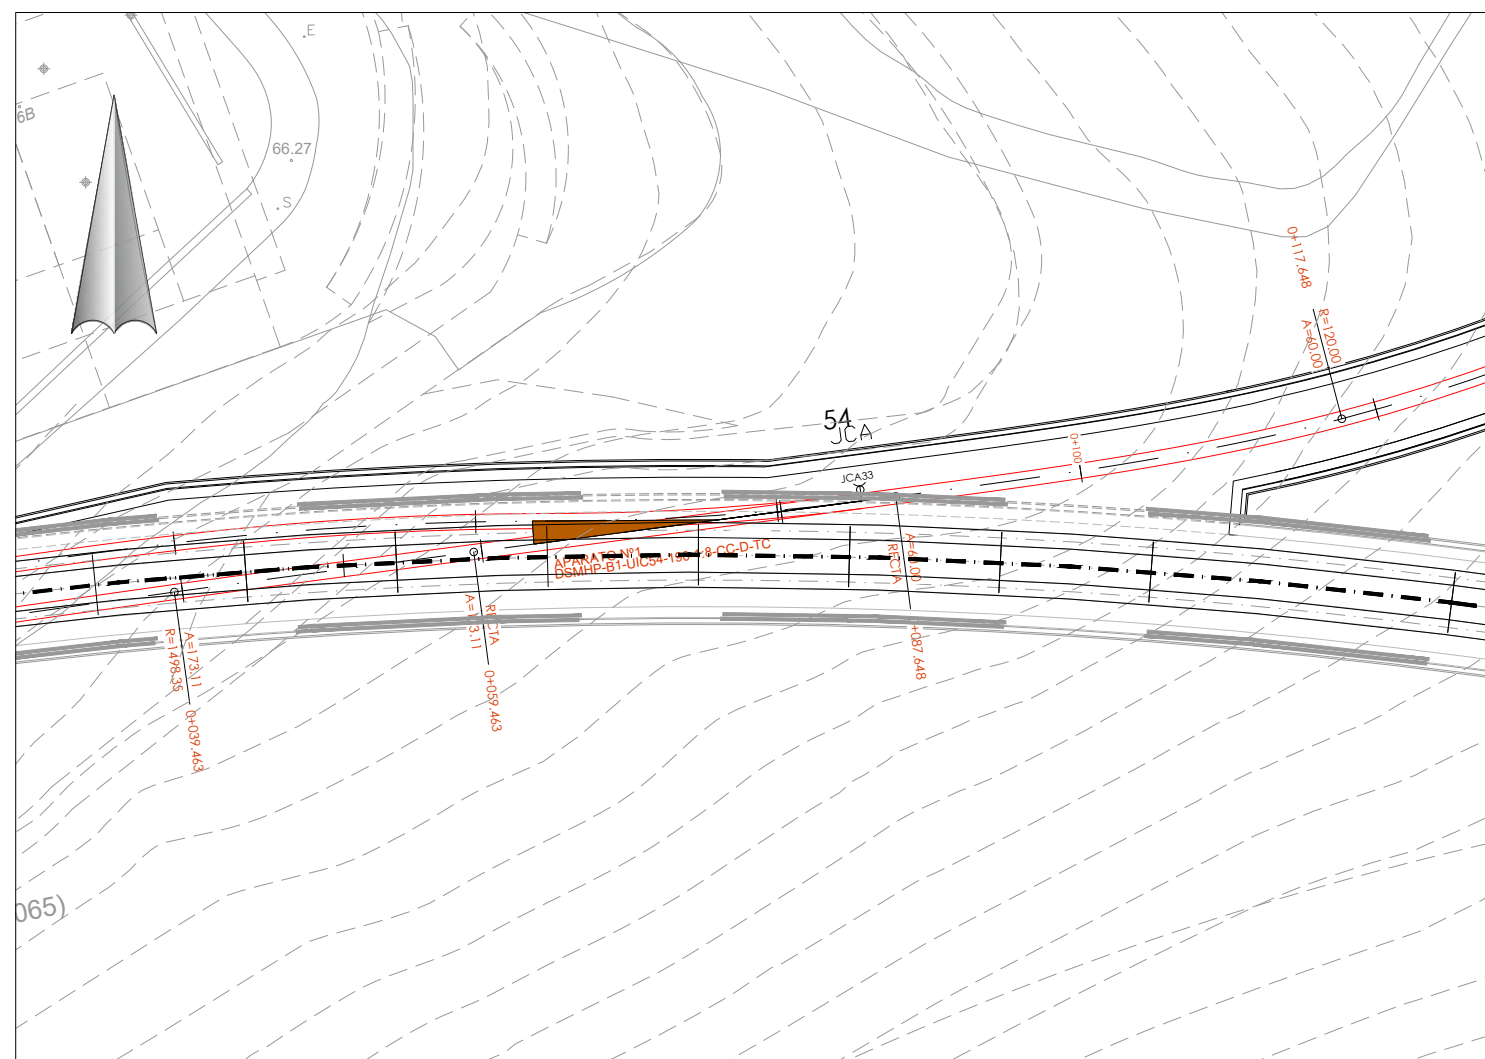 E
6B
66.27
S
0+117.648
R=120.00
A=60.00
54
JCA
0+100
JCA33
APARATO Nº1
DSMHP-B1-UIC54-190-1:8-CC-D-TC
A=60.00
RECTA
+087.648
RECTA
0+059.463
A=173.11
R=1498.35
0+039.463
065)